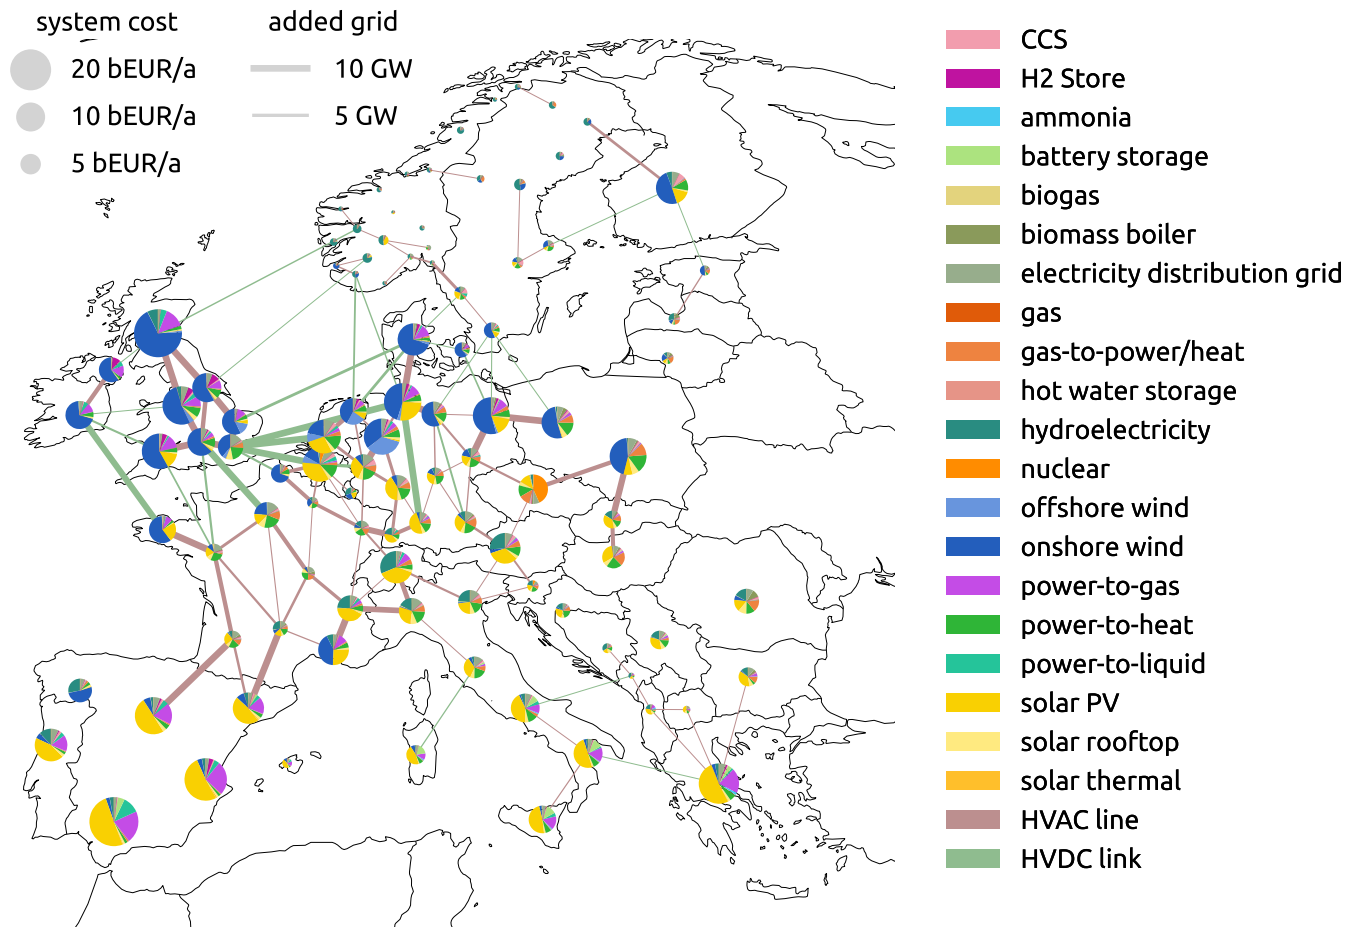 system cost
added grid
20 bEUR/a
10 GW
10 bEUR/a
5 GW
5 bEUR/a
CCS
H2 Store
ammonia
battery storage
biogas
biomass boiler
electricity distribution grid
gas
gas-to-power/heat
hot water storage
hydroelectricity
nuclear
offshore wind
onshore wind
power-to-gas
power-to-heat
power-to-liquid
solar PV
solar rooftop
solar thermal
HVAC line
HVDC link